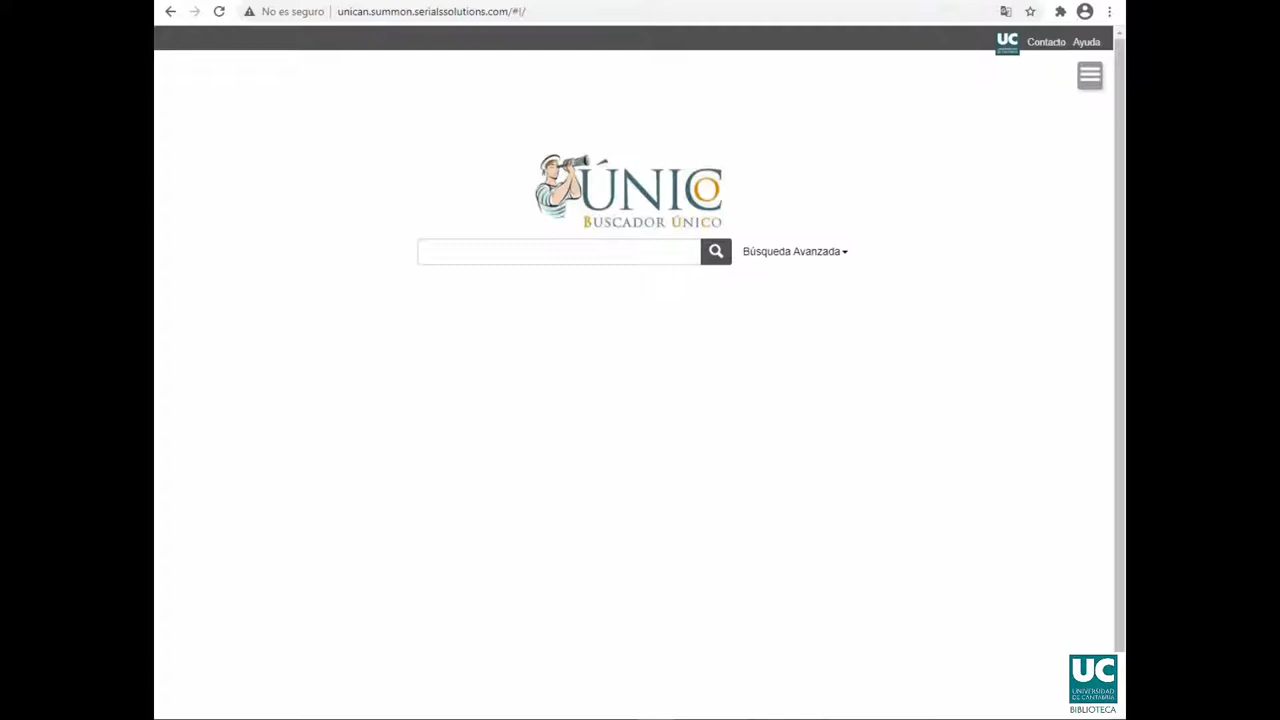 No es seguro unican.summon.serialssolutions.com/#!/
UC Contacto Ayuda
ÚNICO
BUSCADOR ÚNICO
Búsqueda Avanzada
UC
UNIVERSIDAD
DE CANTABRIA
BIBLIOTECA